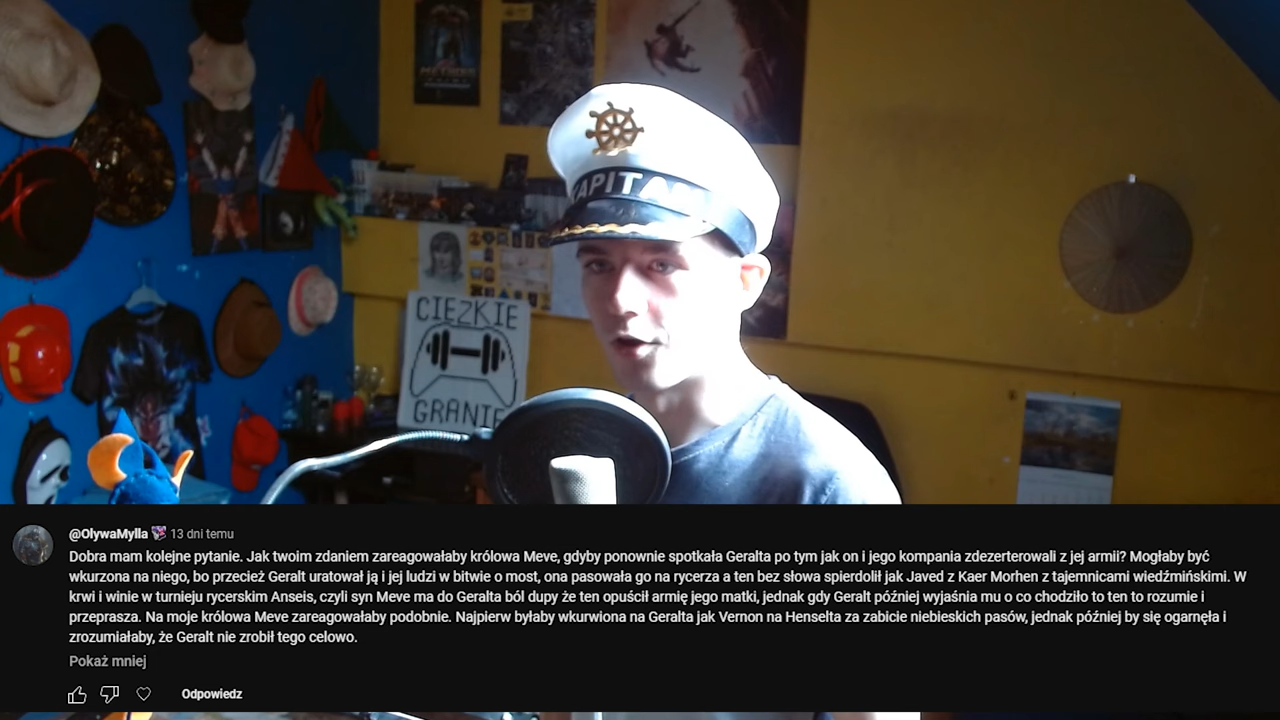 KAPITAN
CIEZKIE
GRANIE
@OlywaMylla 13 dni temu
Dobra mam kolejne pytanie. Jak twoim zdaniem zareagowałaby królowa Meve, gdyby ponownie spotkała Geralta po tym jak on i jego kompania zdezerterowali z jej armii? Mogłaby być
wkurzona na niego, bo przecież Geralt uratował ją i jej ludzi w bitwie o most, ona pasowała go na rycerza a ten bez słowa spierdolił jak Javed z Kaer Morhen z tajemnicami wiedźmińskimi. W
krwi i winie w turnieju rycerskim Anseis, czyli syn Meve ma do Geralta ból dupy że ten opuścił armię jego matki, jednak gdy Geralt później wyjaśnia mu o co chodziło to ten to rozumie i
przeprasza. Na moje królowa Meve zareagowałaby podobnie. Najpierw byłaby wkurwiona na Geralta jak Vernon na Henselta za zabicie niebieskich pasów, jednak później by się ogarnęła i
zrozumiałaby, że Geralt nie zrobił tego celowo.
Pokaż mniej
Odpowiedz